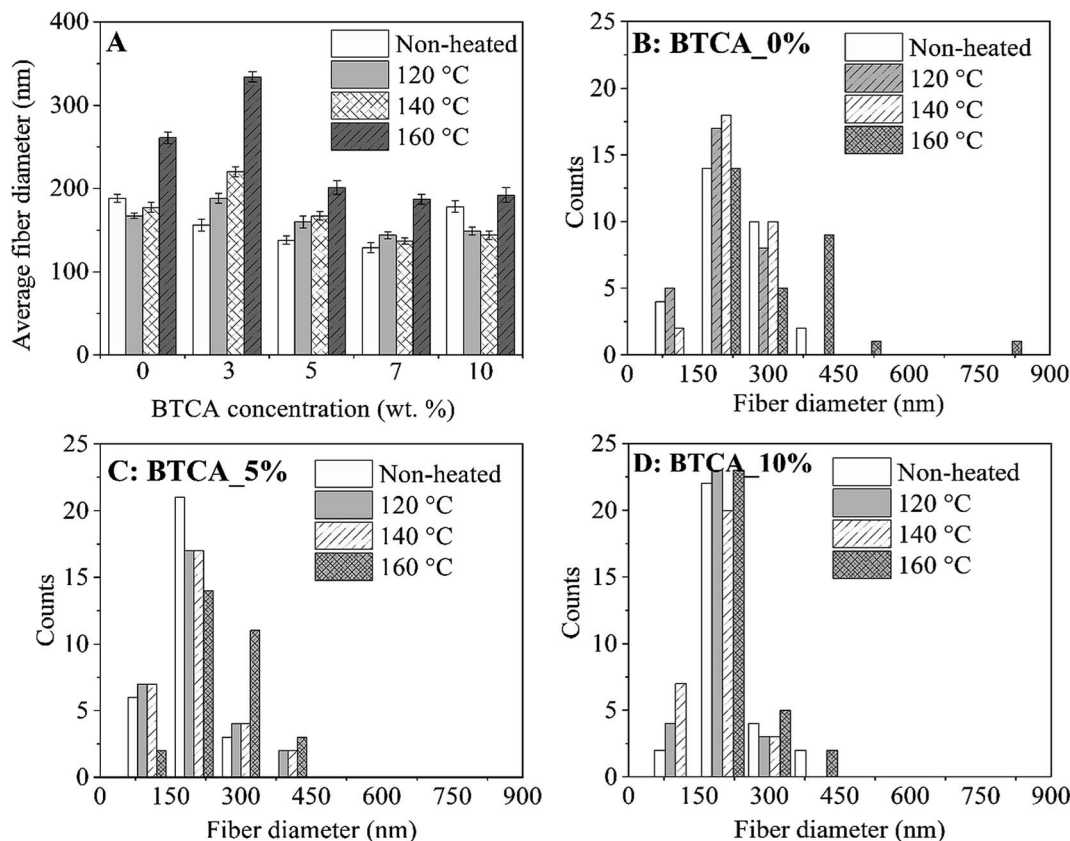 A
Average fiber diameter (nm)
400
300
200
100
0
Non-heated
120 °C
140 °C
160 °C
0 3 5 7 10
BTCA concentration (wt. %)
B: BTCA_0%
Counts
25
20
15
10
5
0
Non-heated
120 °C
140 °C
160 °C
0 150 300 450 600 750 900
Fiber diameter (nm)
C: BTCA_5%
Counts
25
20
15
10
5
0
Non-heated
120 °C
140 °C
160 °C
0 150 300 450 600 750 900
Fiber diameter (nm)
D: BTCA_10%
Counts
25
20
15
10
5
0
Non-heated
120 °C
140 °C
160 °C
0 150 300 450 600 750 900
Fiber diameter (nm)